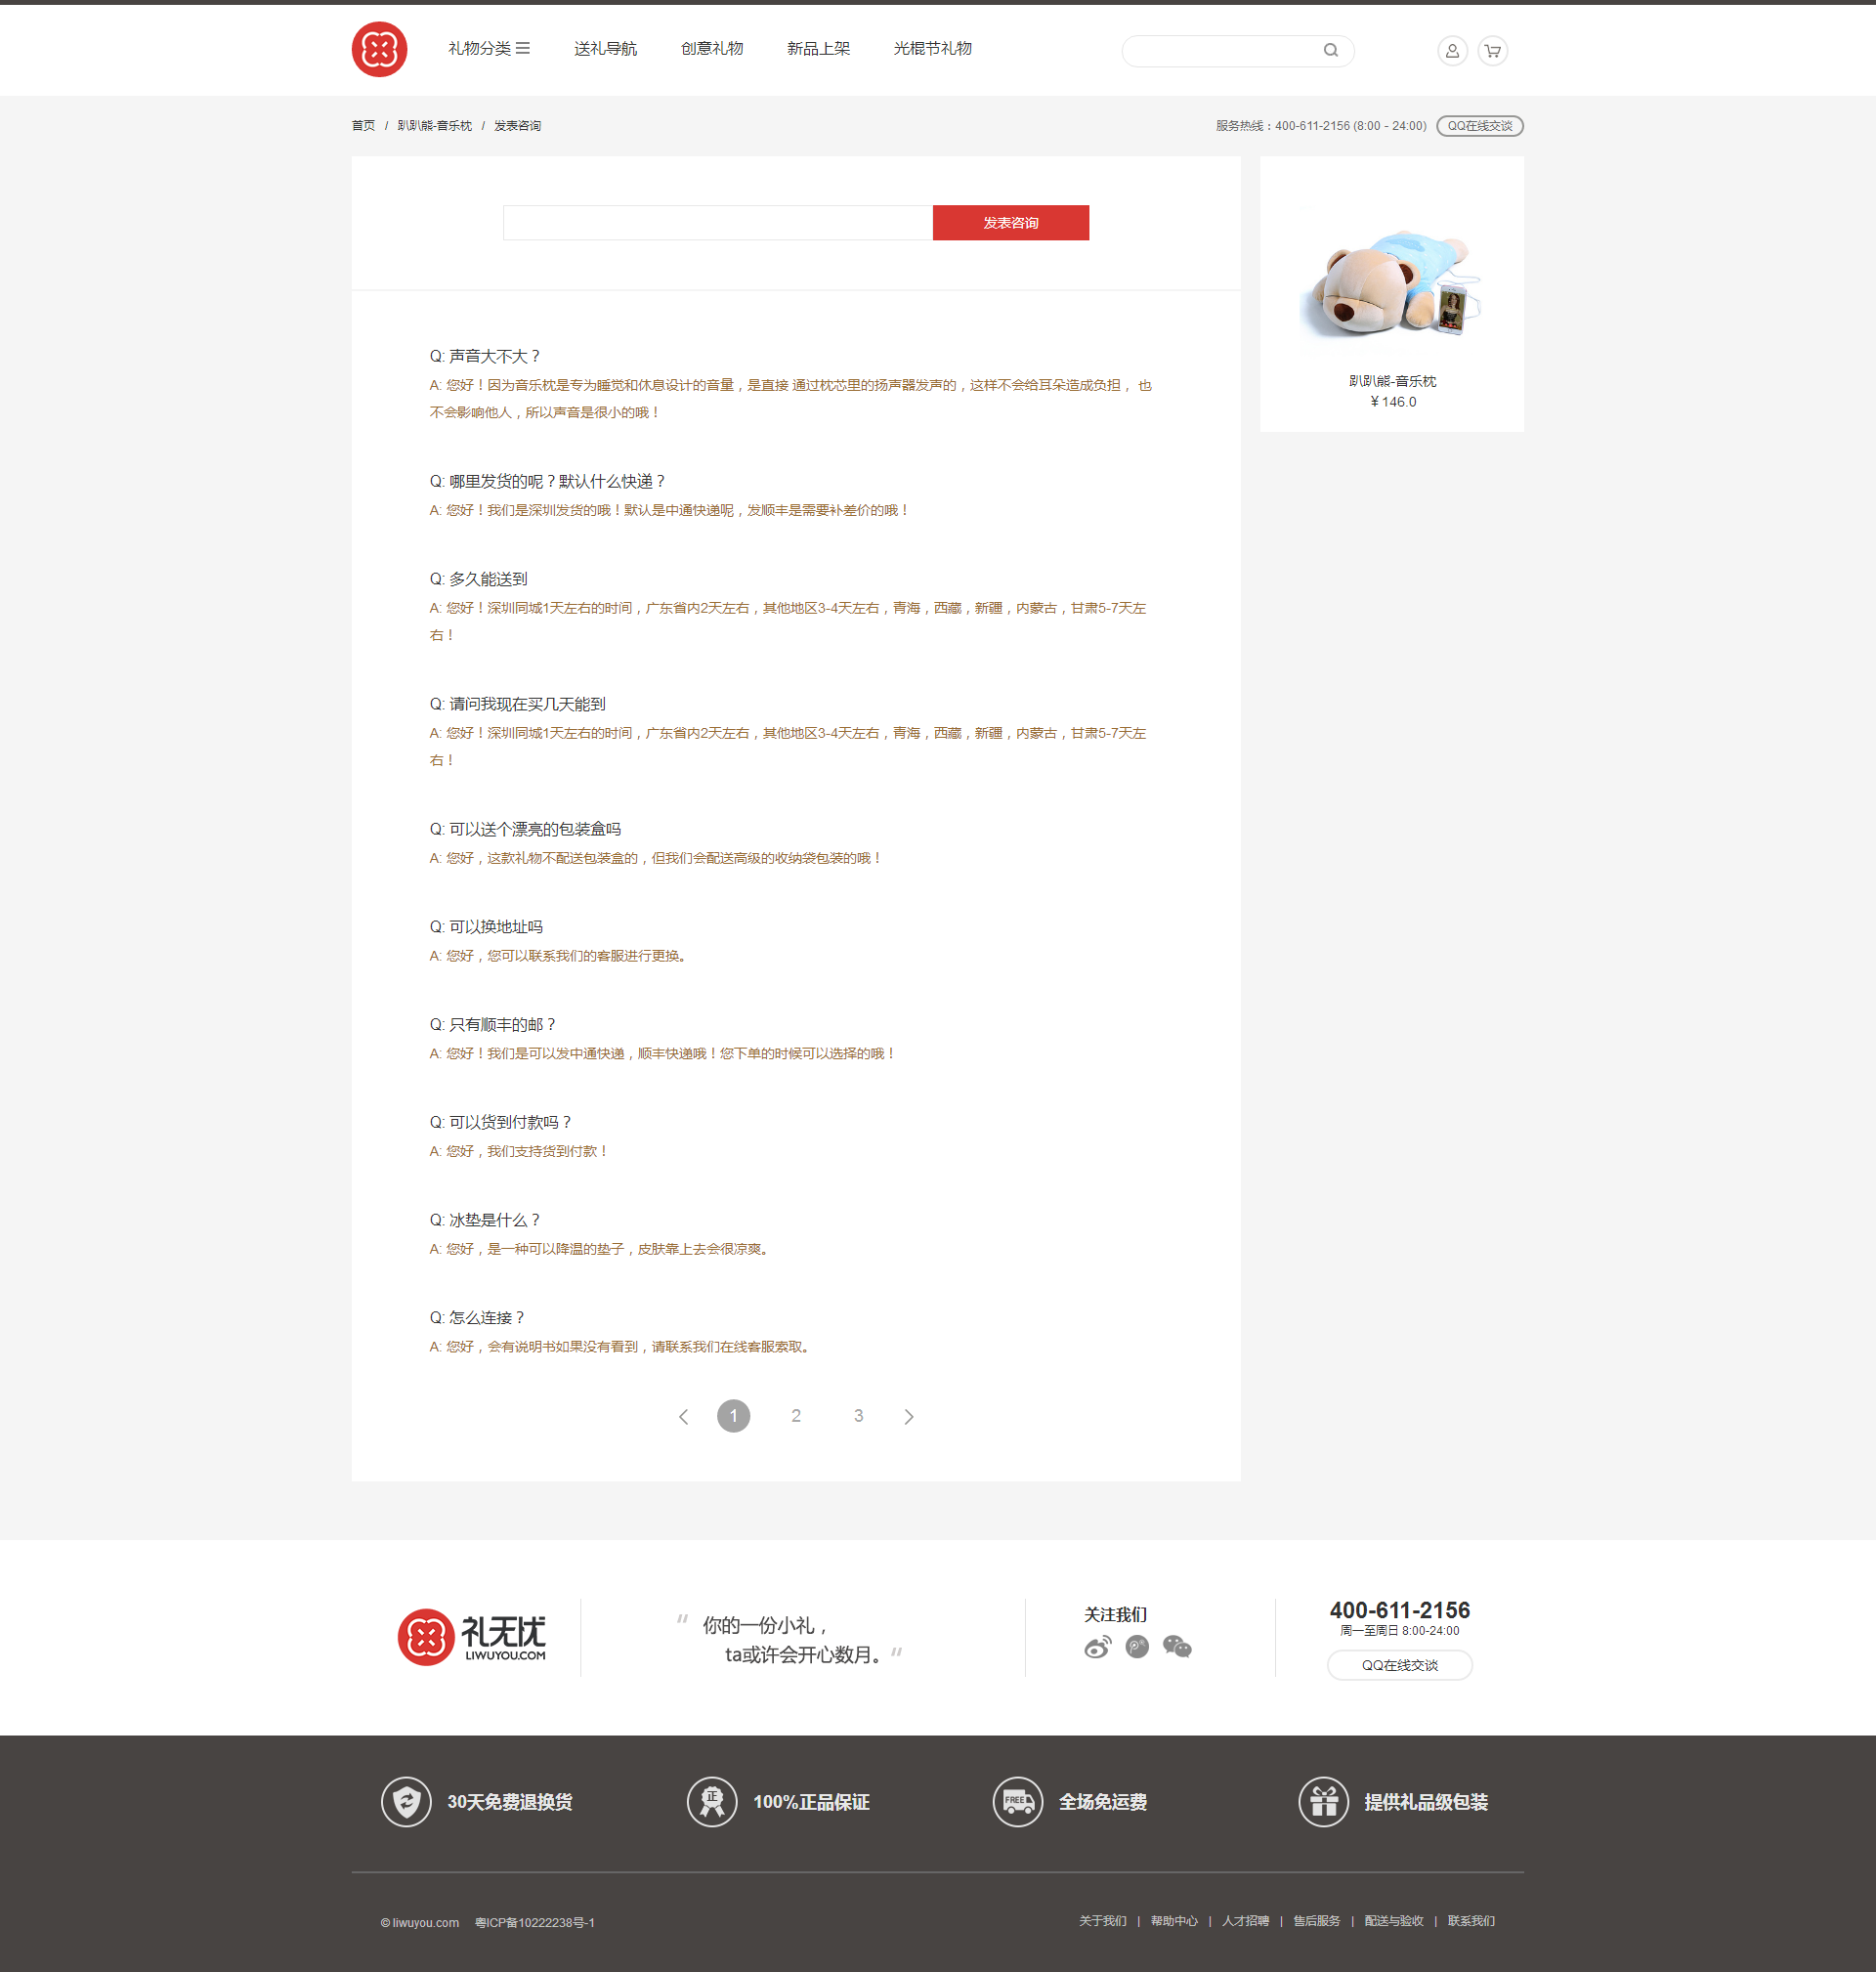 礼物分类 送礼导航 创意礼物 新品上架 光棍节礼物
首页 / 趴趴熊-音乐枕 / 发表咨询
服务热线：400-611-2156 (8:00 - 24:00) QQ在线交谈
发表咨询
趴趴熊-音乐枕
¥ 146.0
Q: 声音大不大？
A: 您好！因为音乐枕是专为睡觉和休息设计的音量，是直接 通过枕芯里的扬声器发声的，这样不会给耳朵造成负担， 也
不会影响他人，所以声音是很小的哦！
Q: 哪里发货的呢？默认什么快递？
A: 您好！我们是深圳发货的哦！默认是中通快递呢，发顺丰是需要补差价的哦！
Q: 多久能送到
A: 您好！深圳同城1天左右的时间，广东省内2天左右，其他地区3-4天左右，青海，西藏，新疆，内蒙古，甘肃5-7天左
右！
Q: 请问我现在买几天能到
A: 您好！深圳同城1天左右的时间，广东省内2天左右，其他地区3-4天左右，青海，西藏，新疆，内蒙古，甘肃5-7天左
右！
Q: 可以送个漂亮的包装盒吗
A: 您好，这款礼物不配送包装盒的，但我们会配送高级的收纳袋包装的哦！
Q: 可以换地址吗
A: 您好，您可以联系我们的客服进行更换。
Q: 只有顺丰的邮？
A: 您好！我们是可以发中通快递，顺丰快递哦！您下单的时候可以选择的哦！
Q: 可以货到付款吗？
A: 您好，我们支持货到付款！
Q: 冰垫是什么？
A: 您好，是一种可以降温的垫子，皮肤靠上去会很凉爽。
Q: 怎么连接？
A: 您好，会有说明书如果没有看到，请联系我们在线客服索取。
1 2 3
礼无忧
LIWUYOU.COM
“ 你的一份小礼，
ta或许会开心数月。 “
关注我们
400-611-2156
周一至周日 8:00-24:00
QQ在线交谈
30天免费退换货
正 100%正品保证
FREE 全场免运费
提供礼品级包装
© liwuyou.com 粤ICP备10222238号-1
关于我们 | 帮助中心 | 人才招聘 | 售后服务 | 配送与验收 | 联系我们